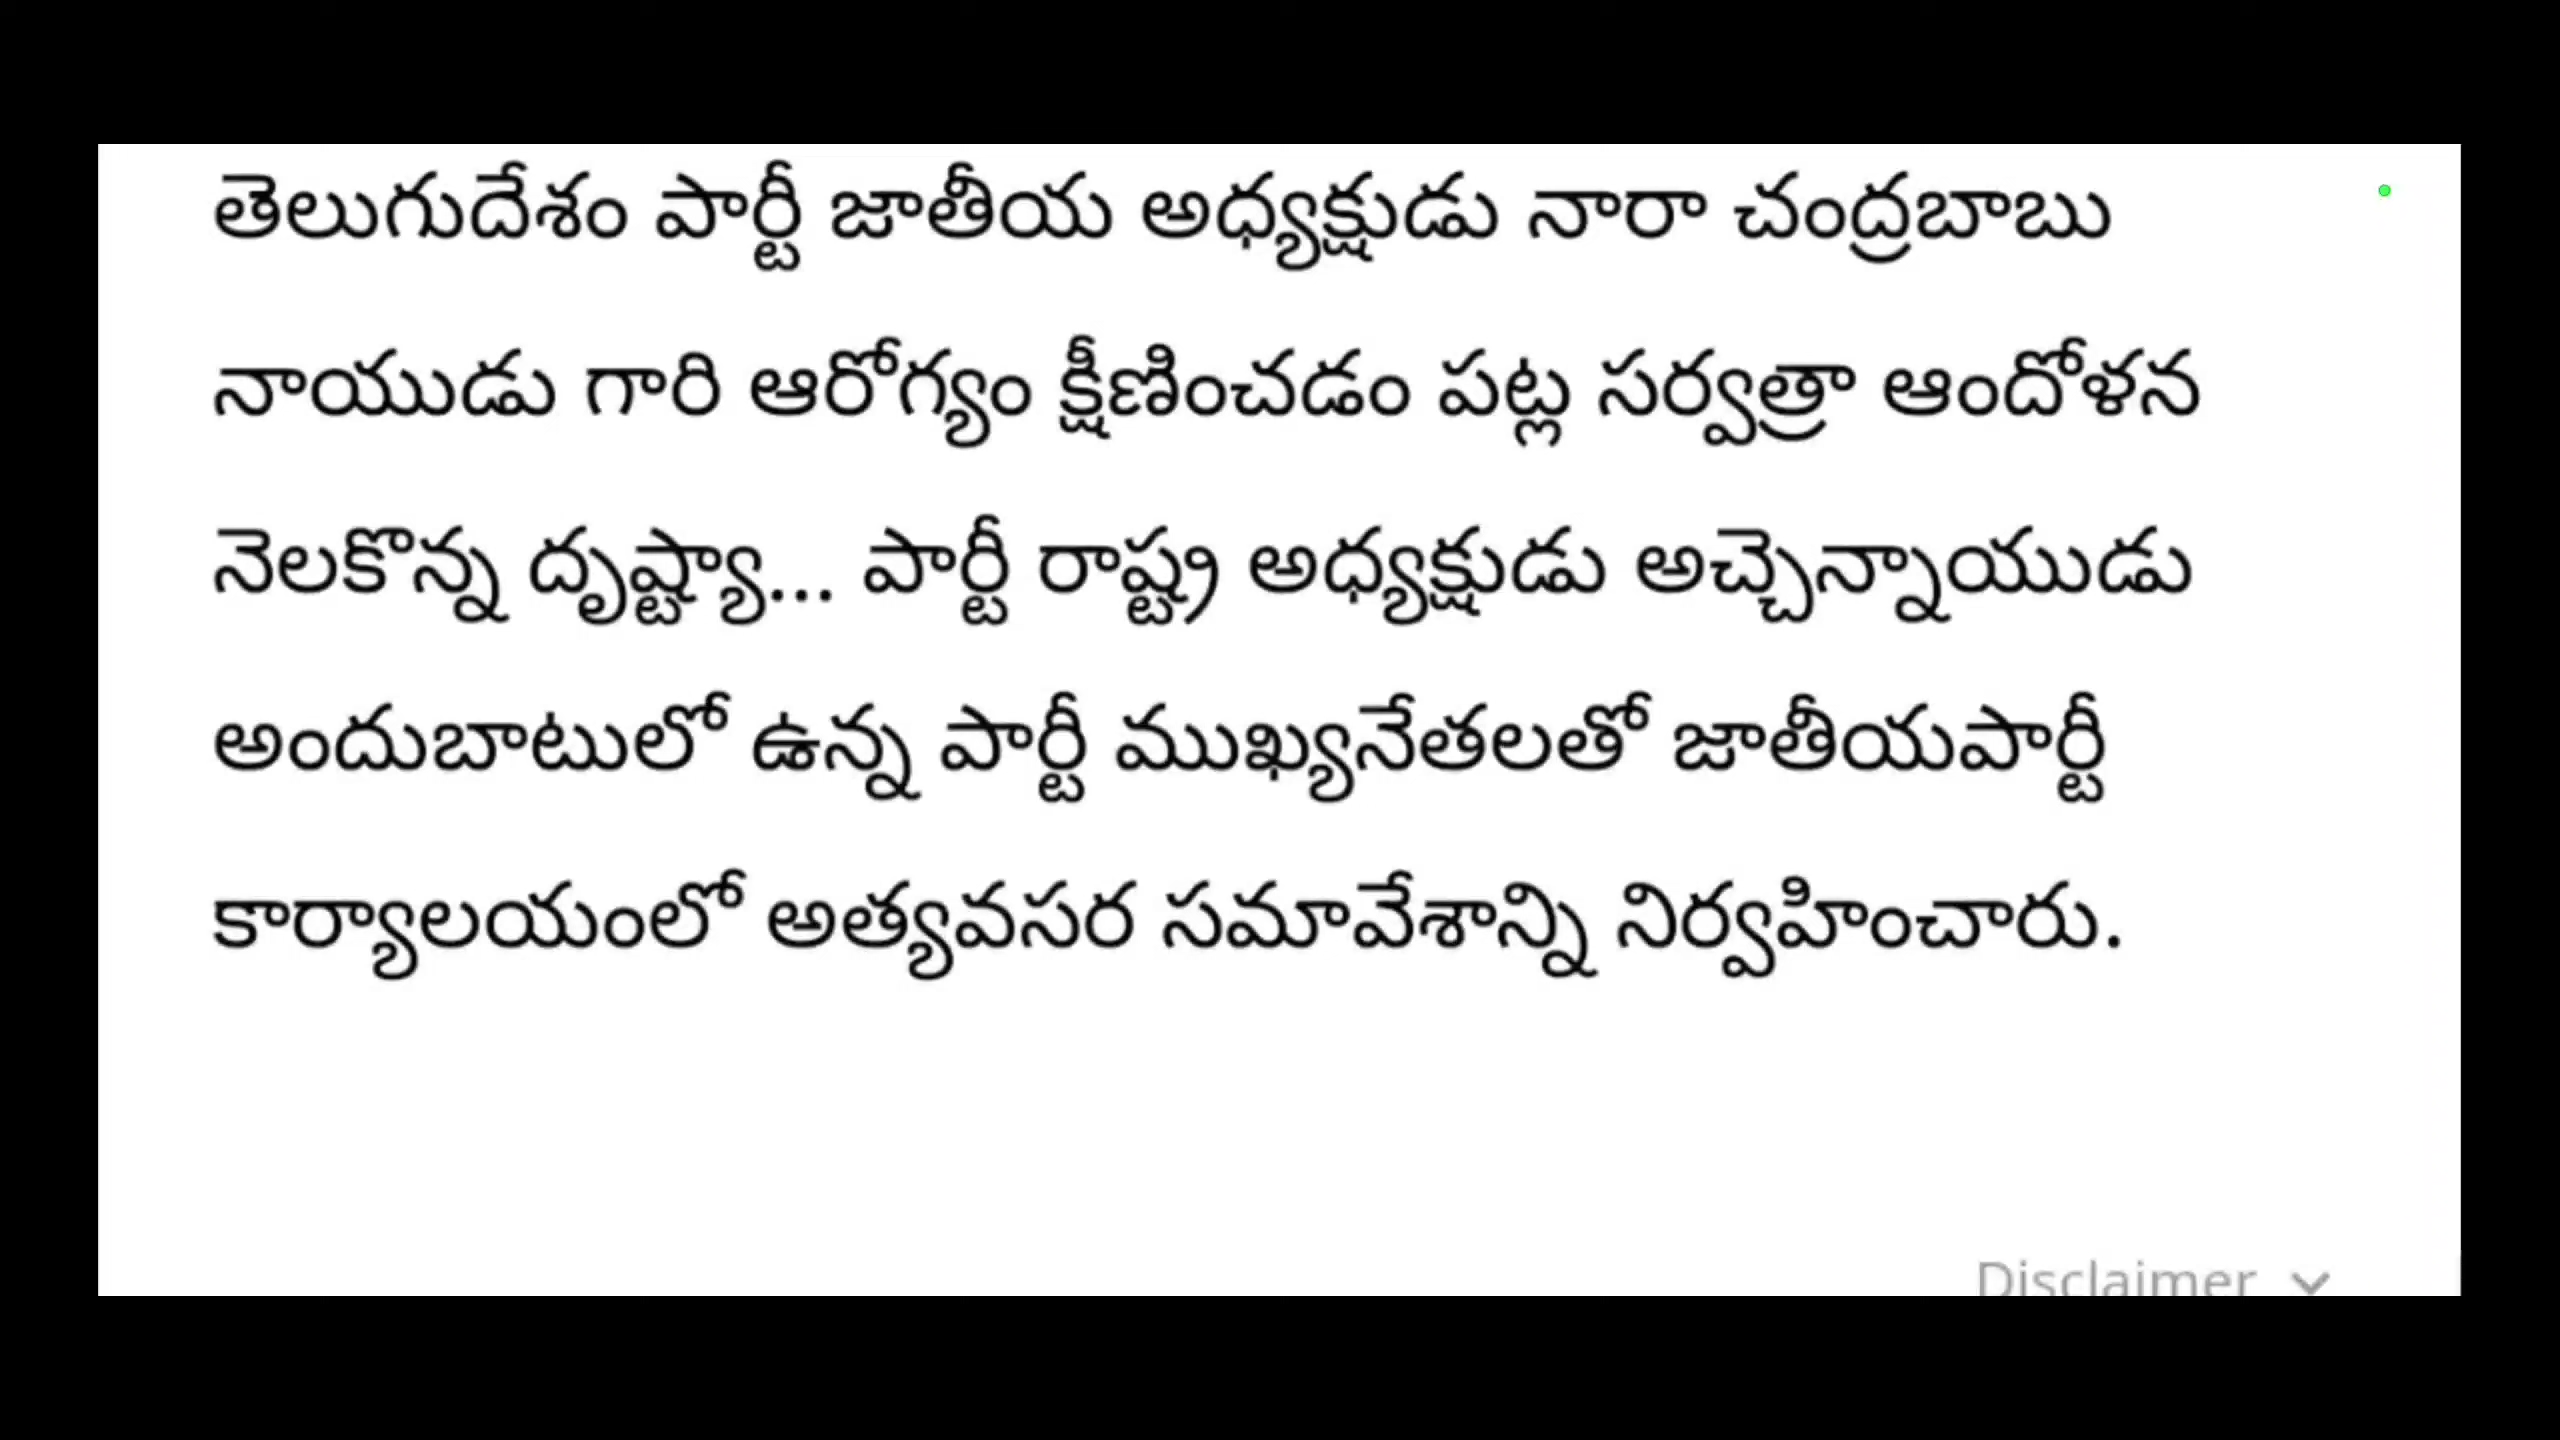 తెలుగుదేశం పార్టీ జాతీయ అధ్యక్షుడు నారా చంద్రబాబు
నాయుడు గారి ఆరోగ్యం క్షీణించడం పట్ల సర్వత్రా ఆందోళన
నెలకొన్న దృష్ట్యా... పార్టీ రాష్ట్ర అధ్యక్షుడు అచ్చెన్నాయుడు
అందుబాటులో ఉన్న పార్టీ ముఖ్యనేతలతో జాతీయపార్టీ
కార్యాలయంలో అత్యవసర సమావేశాన్ని నిర్వహించారు.
Disclaimer